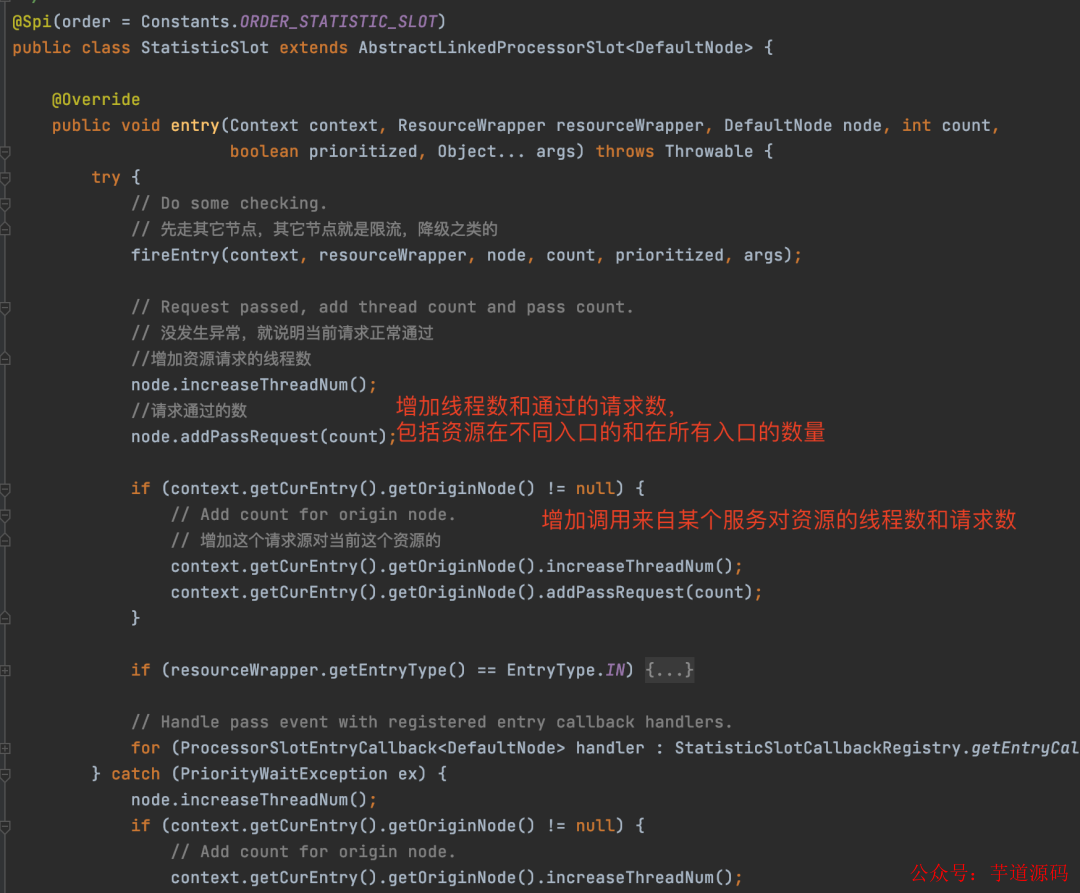 @Spi(order = Constants.ORDER_STATISTIC_SLOT)
public class StatisticSlot extends AbstractLinkedProcessorSlot<DefaultNode> {
@Override
public void entry(Context context, ResourceWrapper resourceWrapper, DefaultNode node, int count,
boolean prioritized, Object... args) throws Throwable {
try {
// Do some checking.
// 先走其它节点，其它节点就是限流，降级之类的
fireEntry(context, resourceWrapper, node, count, prioritized, args);
// Request passed, add thread count and pass count.
// 没发生异常，就说明当前请求正常通过
//增加资源请求的线程数
node.increaseThreadNum();
//请求通过的数
增加线程数和通过的请求数，
node.addPassRequest(count);
包括资源在不同入口的和在所有入口的数量
if (context.getCurEntry().getOriginNode() != null) {
// Add count for origin node.
增加调用来自某个服务对资源的线程数和请求数
// 增加这个请求源对当前这个资源的
context.getCurEntry().getOriginNode().increaseThreadNum();
context.getCurEntry().getOriginNode().addPassRequest(count);
}
if (resourceWrapper.getEntryType() == EntryType.IN) {...}
// Handle pass event with registered entry callback handlers.
for (ProcessorSlotEntryCallback<DefaultNode> handler : StatisticSlotCallbackRegistry.getEntryCal
} catch (PriorityWaitException ex) {
node.increaseThreadNum();
if (context.getCurEntry().getOriginNode() != null) {
// Add count for origin node.
context.getCurEntry().getOriginNode().increaseThreadNum();
公众号：芋道源码